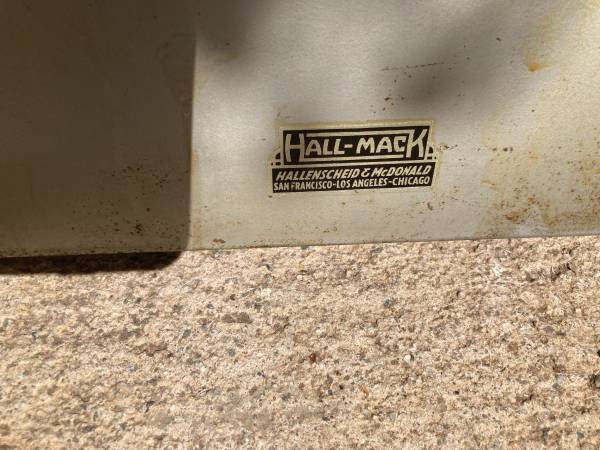 HALL-MACK
HALLENSCHEID & McDONALD
SAN FRANCISCO-LOS ANGELES-CHICAGO